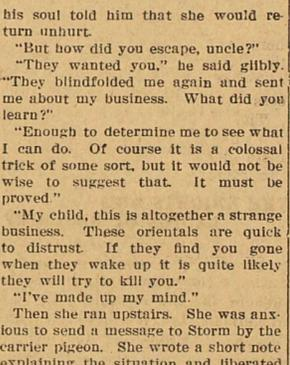 his soul told him that she would re-
turn unhurt.
"But how did you escape, uncle?"
"They wanted you," he said glibly.
"They blindfolded me again and sent
me about my business. What did you
learn?"
"Enough to determine me to see what
I can do. Of course it is a colossal
trick of some sort, but it would not be
wise to suggest that. It must be
proved."
"My child, this is altogether a strange
business. These orientals are quick
to distrust. If they find you gone
when they wake up it is quite likely
they will try to kill you."
"I've made up my mind."
Then she ran upstairs. She was anx-
ious to send a message to Storm by the
carrier pigeon. She wrote a short note
explaining the situation and liberated